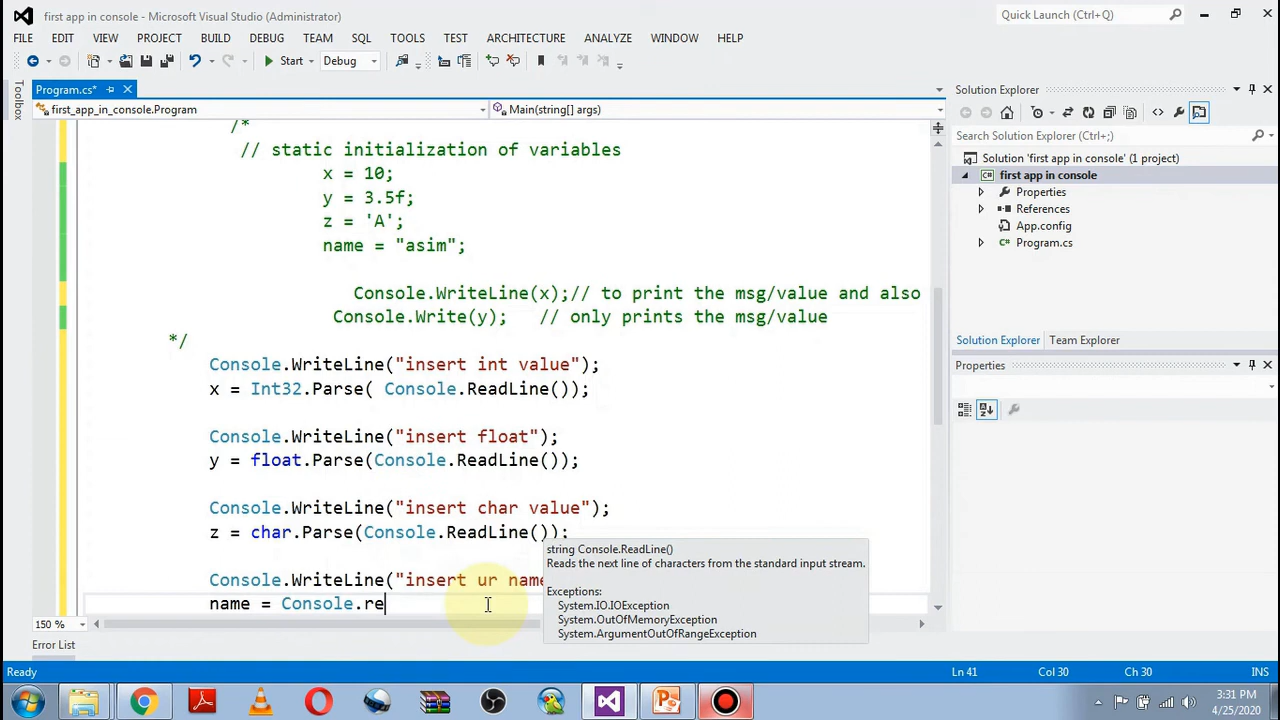 first app in console - Microsoft Visual Studio (Administrator)
Quick Launch (Ctrl+Q)
FILE EDIT VIEW PROJECT BUILD DEBUG TEAM SQL TOOLS TEST ARCHITECTURE ANALYZE WINDOW HELP
Start Debug
Toolbox
Program.cs*
first_app_in_console.Program
Main(string[] args)
/*
// static initialization of variables
x = 10;
y = 3.5f;
z = 'A';
name = "asim";
Console.WriteLine(x);// to print the msg/value and also
Console.Write(y); // only prints the msg/value
*/
Console.WriteLine("insert int value");
x = Int32.Parse( Console.ReadLine());
Console.WriteLine("insert float");
y = float.Parse(Console.ReadLine());
Console.WriteLine("insert char value");
z = char.Parse(Console.ReadLine());
Console.WriteLine("insert ur name
name = Console.re
string Console.ReadLine()
Reads the next line of characters from the standard input stream.
Exceptions:
System.IO.IOException
System.OutOfMemoryException
System.ArgumentOutOfRangeException
150 %
Error List
Solution Explorer
Search Solution Explorer (Ctrl+;)
Solution 'first app in console' (1 project)
C# first app in console
Properties
References
App.config
C# Program.cs
Solution Explorer Team Explorer
Properties
Ready
Ln 41 Col 30 Ch 30 INS
3:31 PM
4/25/2020